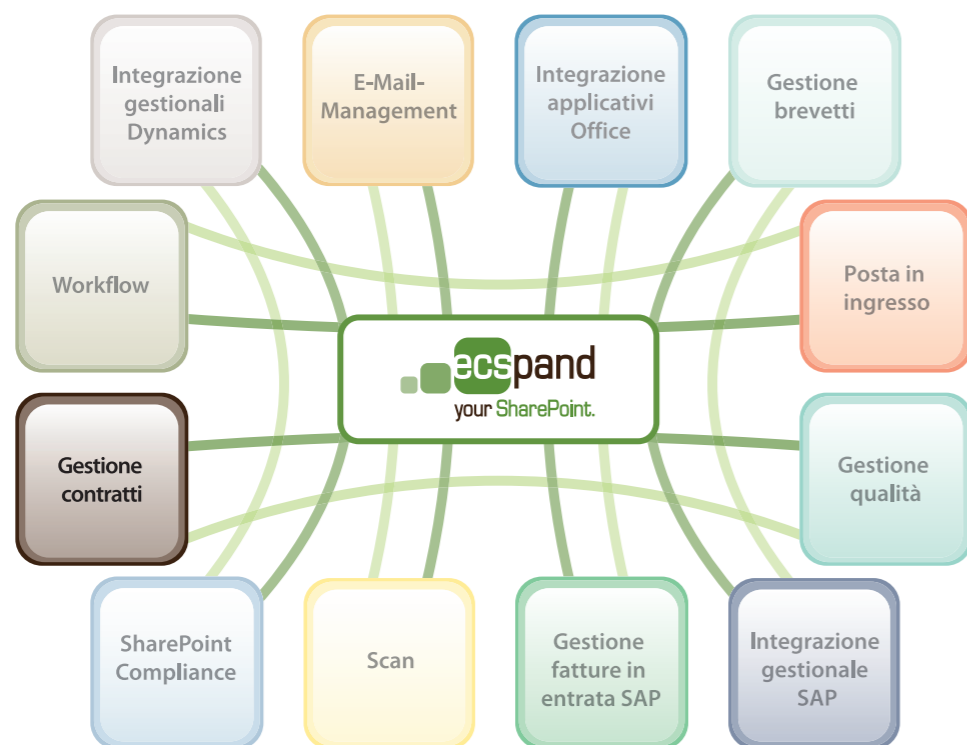 Integrazione
gestionali
Dynamics
E-Mail-
Management
Integrazione
applicativi
Office
Gestione
brevetti
Workflow
Posta in
ingresso
ecspand
your SharePoint.
Gestione
contratti
Gestione
qualità
SharePoint
Compliance
Scan
Gestione
fatture in
entrata SAP
Integrazione
gestionale
SAP